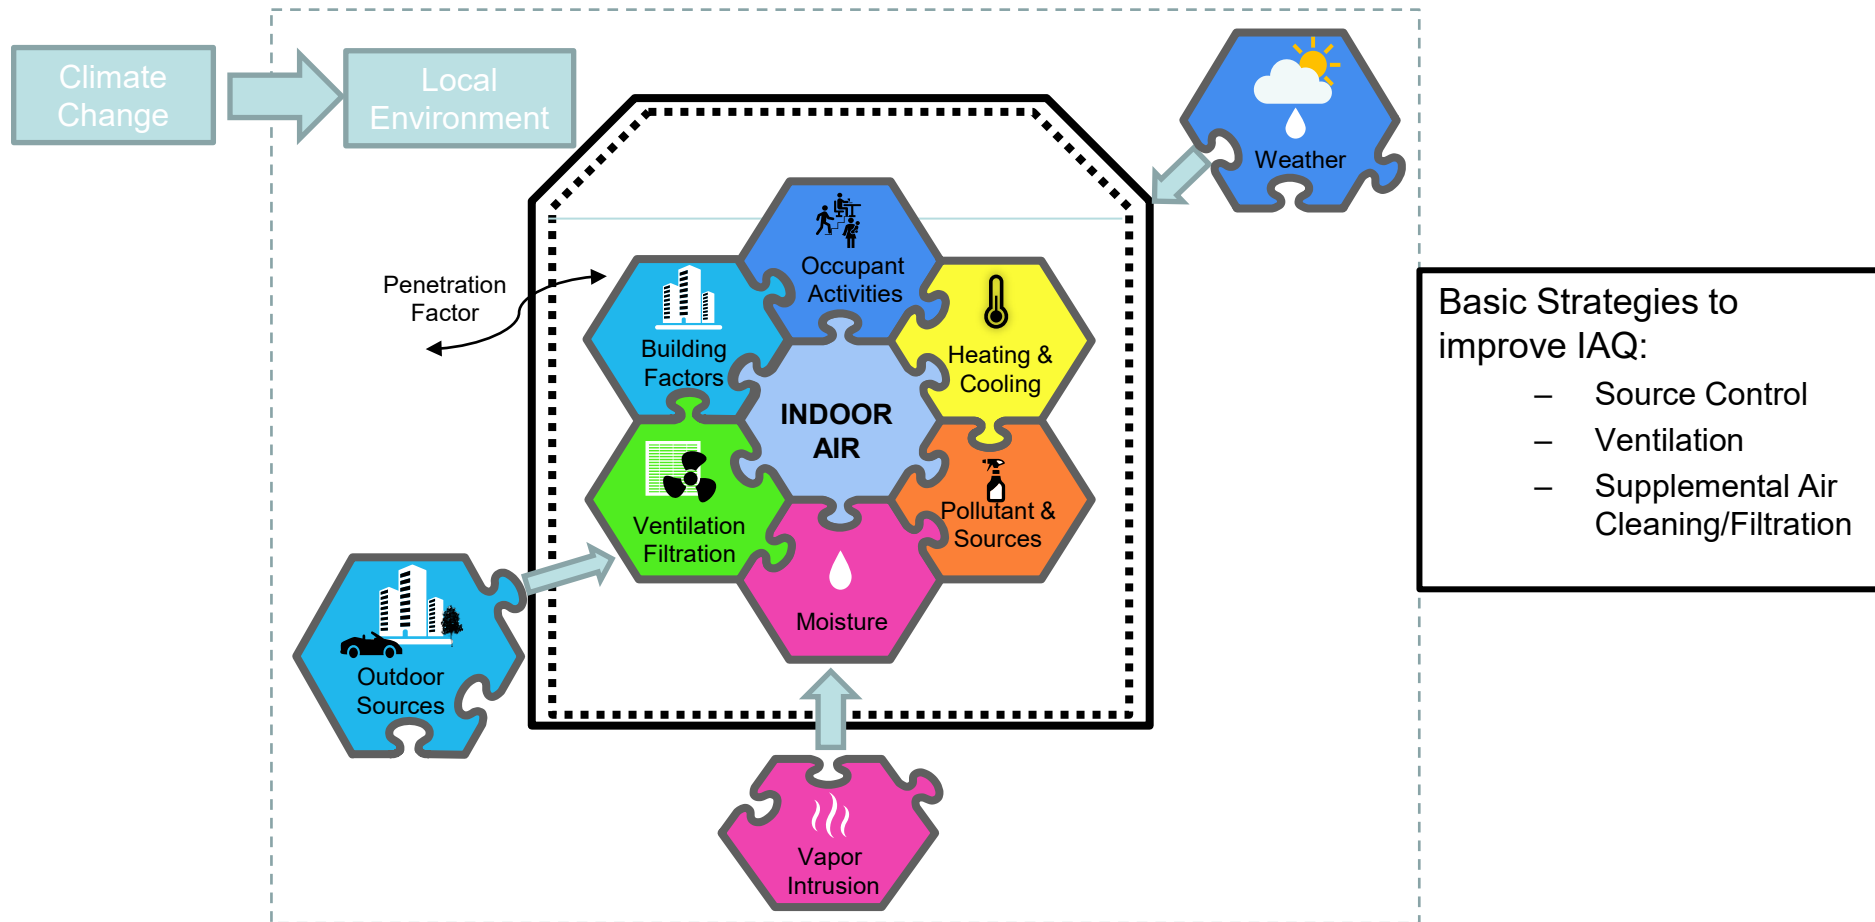 Climate
Change
Local
Environment
Weather
Penetration
Factor
Occupant
Activities
Building
Factors
Heating &
Cooling
INDOOR
AIR
Ventilation
Filtration
Pollutant &
Sources
Moisture
Outdoor
Sources
Vapor
Intrusion
Basic Strategies to
improve IAQ:
– Source Control
– Ventilation
– Supplemental Air
Cleaning/Filtration